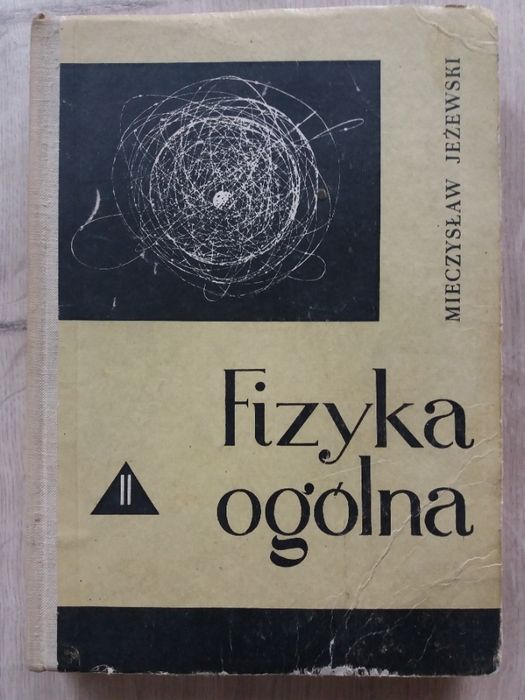 MIECZYSŁAW JEŻEWSKI
Fizyka
ogólna
II